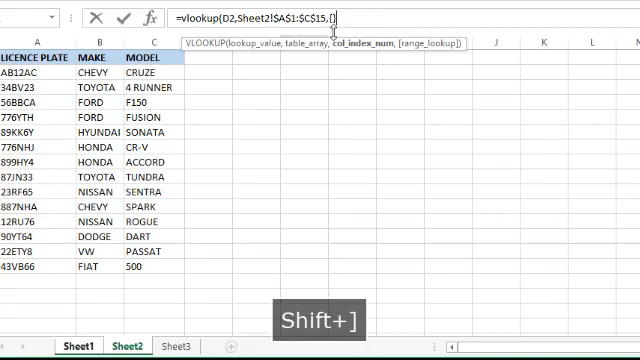 =vlookup(D2,Sheet2!$A$1:$C$15,{}
VLOOKUP(lookup_value, table_array, col_index_num, [range_lookup])
A B C D E F G H I J K L M N
LICENCE PLATE MAKE MODEL
AB12AC CHEVY CRUZE
34BV23 TOYOTA 4 RUNNER
56BBCA FORD F150
776YTH FORD FUSION
89KK6Y HYUNDAI SONATA
776NHJ HONDA CR-V
899HY4 HONDA ACCORD
87JN33 TOYOTA TUNDRA
23RF65 NISSAN SENTRA
887NHA CHEVY SPARK
12RU76 NISSAN ROGUE
90YT64 DODGE DART
22ETY8 VW PASSAT
43VB66 FIAT 500
Shift+]
Sheet1 Sheet2 Sheet3